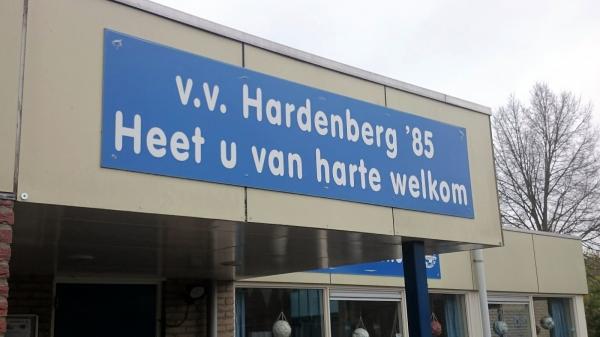 v.v. Hardenberg '85
Heet u van harte welkom